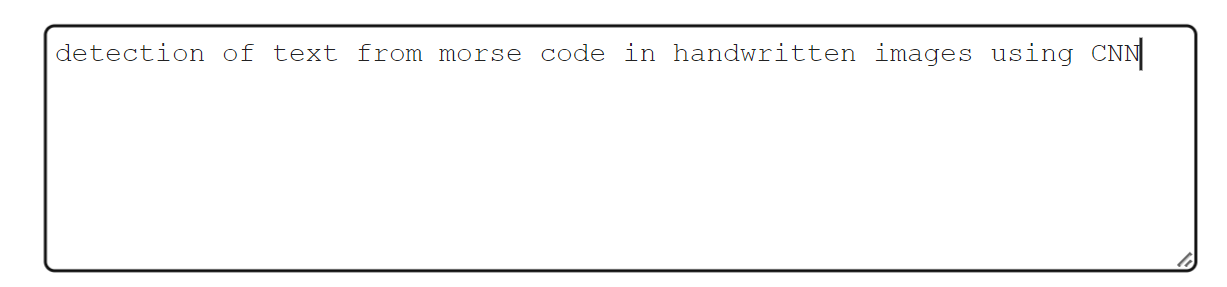 detection of text from morse code in handwritten images using CNN